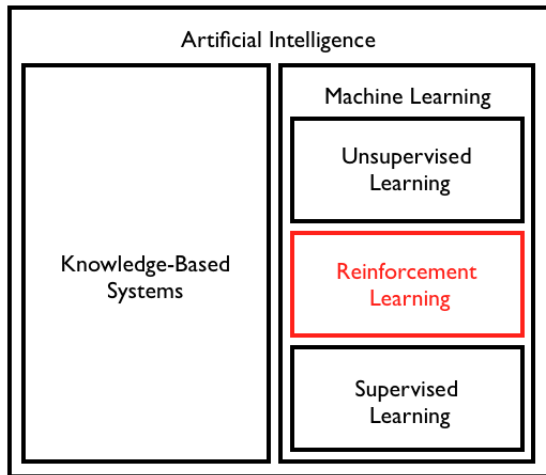 Artificial Intelligence
Knowledge-Based
Systems
Machine Learning
Unsupervised
Learning
Reinforcement
Learning
Supervised
Learning